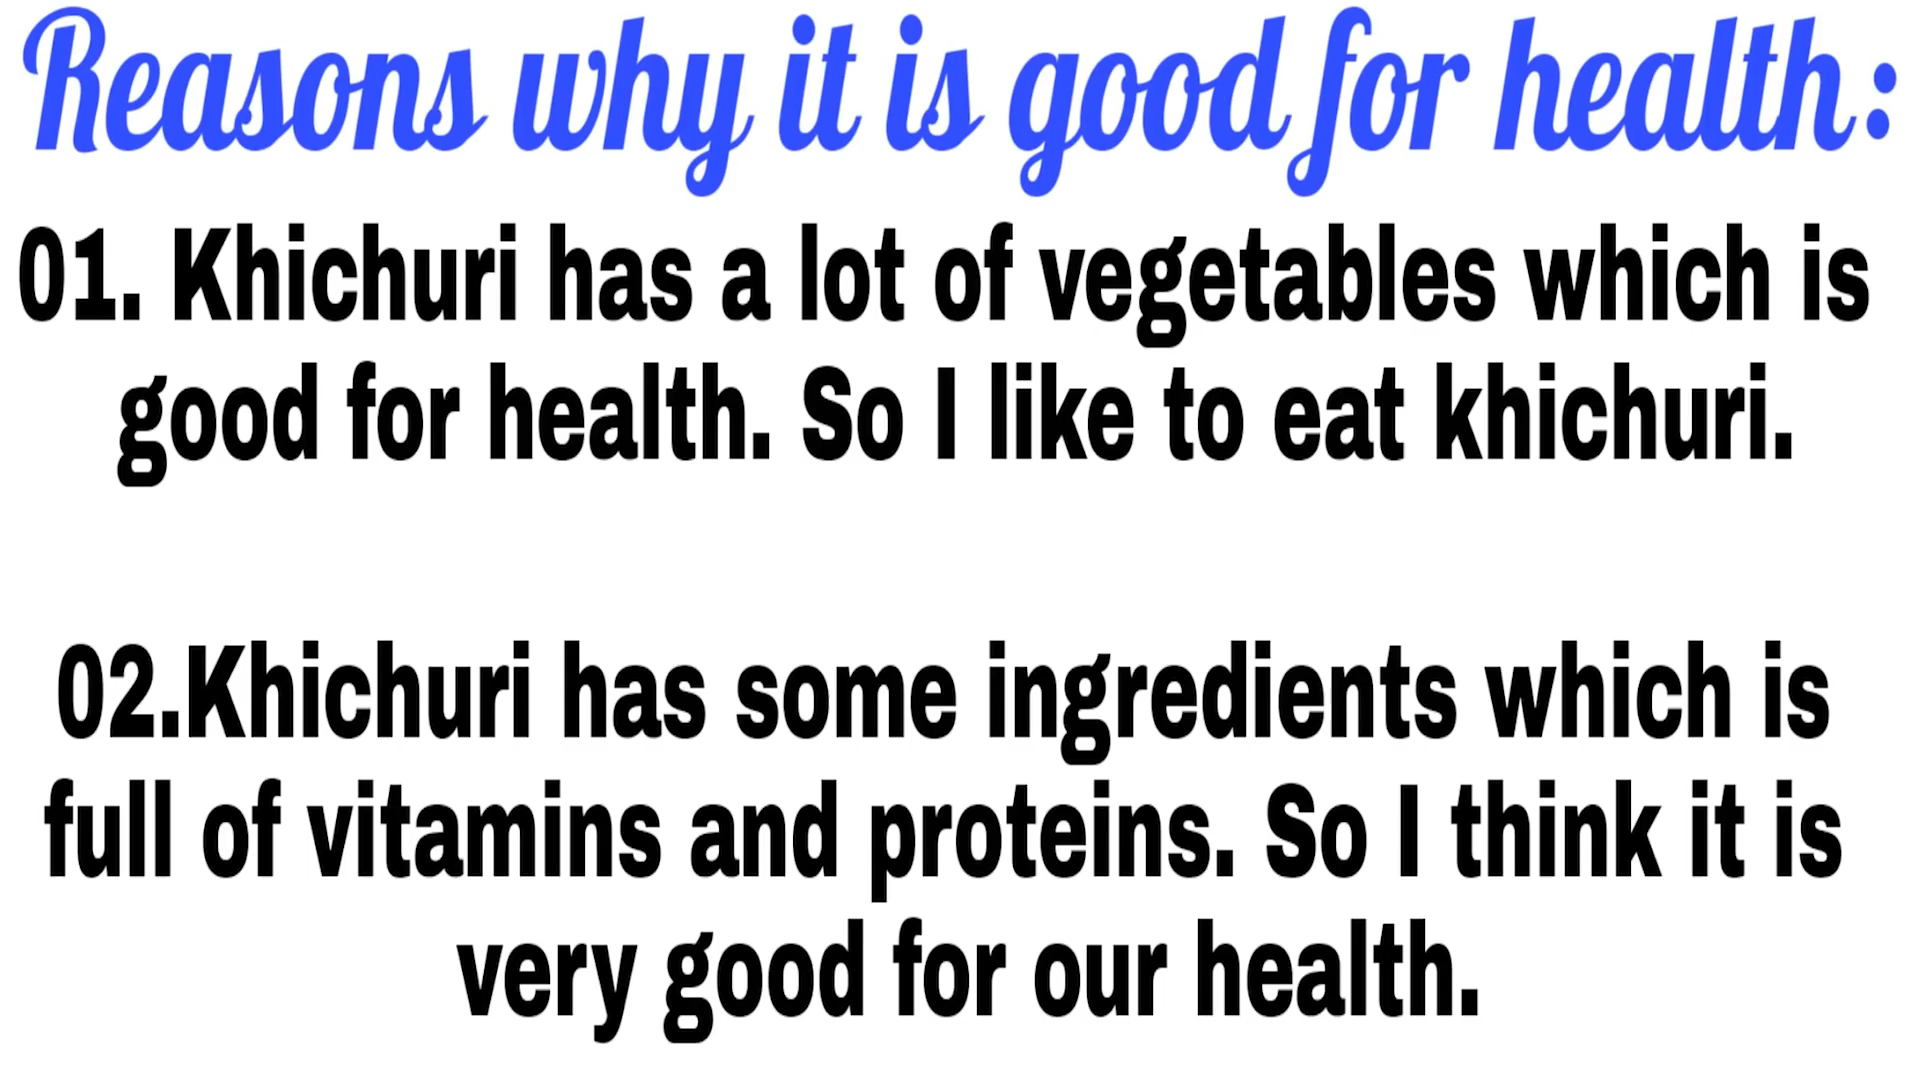 Reasons why it is good for health:
01. Khichuri has a lot of vegetables which is
good for health. So I like to eat khichuri.
02.Khichuri has some ingredients which is
full of vitamins and proteins. So I think it is
very good for our health.